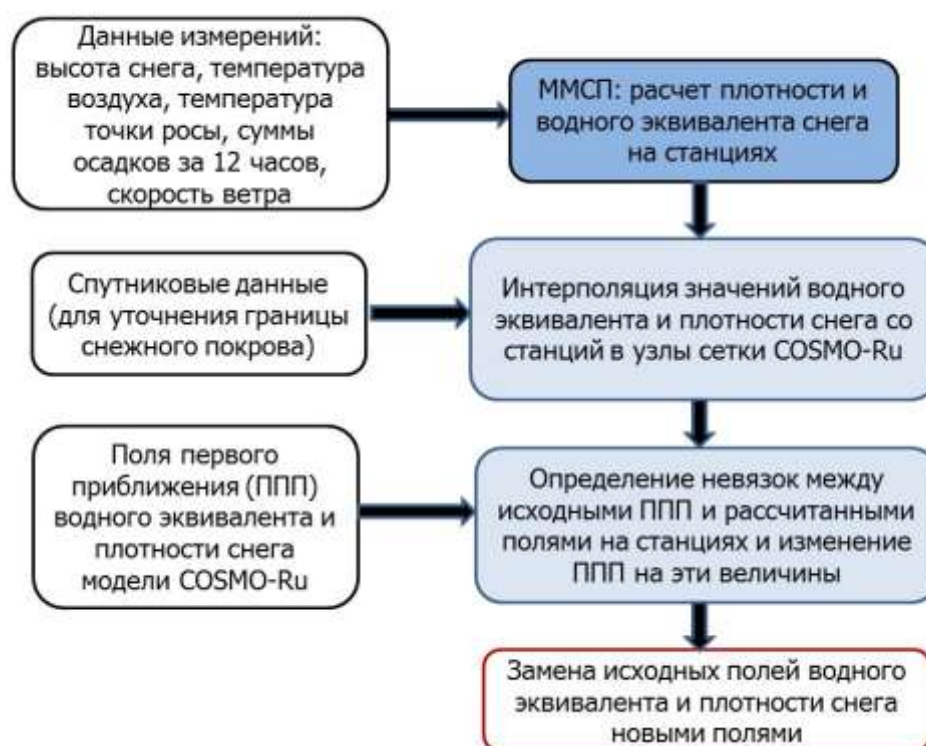 Данные измерений:
высота снега, температура
воздуха, температура
точки росы, суммы
осадков за 12 часов,
скорость ветра
ММСП: расчет плотности и
водного эквивалента снега
на станциях
Спутниковые данные
(для уточнения границы
снежного покрова)
Интерполяция значений водного
эквивалента и плотности снега со
станций в узлы сетки COSMO-Ru
Поля первого
приближения (ППП)
водного эквивалента и
плотности снега
модели COSMO-Ru
Определение невязок между
исходными ППП и рассчитанными
полями на станциях и изменение
ППП на эти величины
Замена исходных полей водного
эквивалента и плотности снега
новыми полями